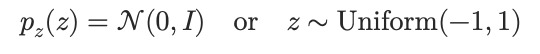 p_z(z) = 𝒩(0, I) or z ∼ Uniform(−1, 1)